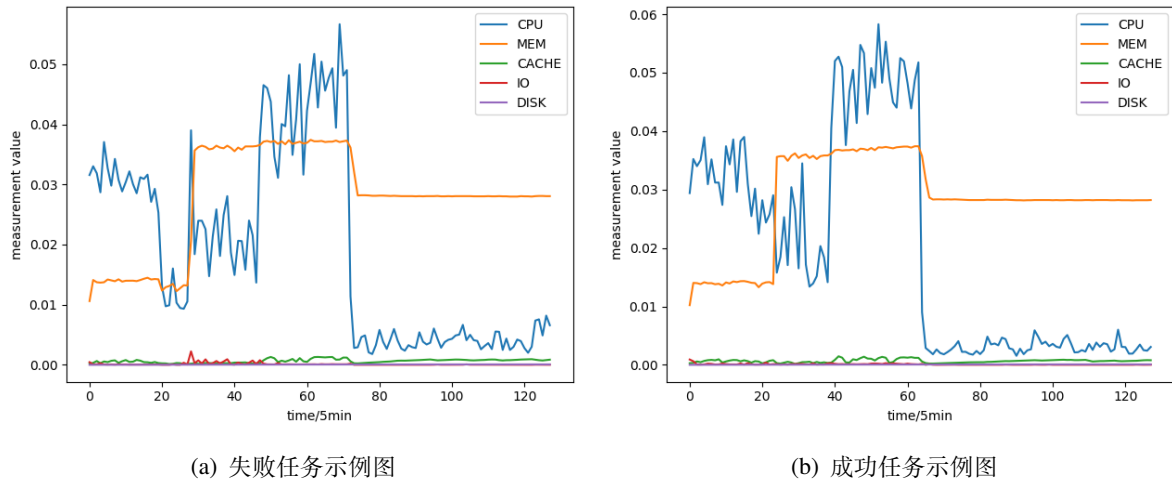 CPU
MEM
CACHE
IO
DISK
0.05
0.04
0.03
0.02
0.01
0.00
measurement value
0 20 40 60 80 100 120
time/5min
(a) 失败任务示例图
CPU
MEM
CACHE
IO
DISK
0.06
0.05
0.04
0.03
0.02
0.01
0.00
measurement value
0 20 40 60 80 100 120
time/5min
(b) 成功任务示例图